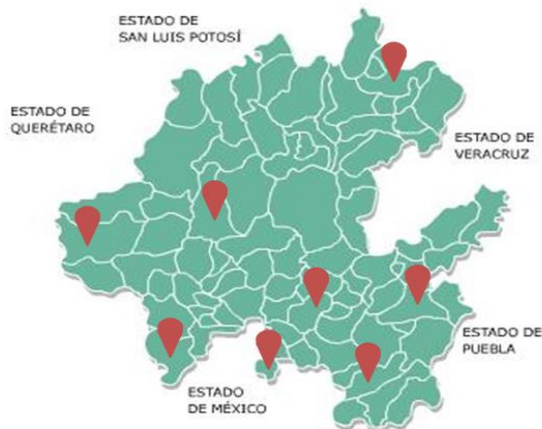 ESTADO DE
SAN LUIS POTOSÍ
ESTADO DE
QUERÉTARO
ESTADO DE
VERACRUZ
ESTADO DE
PUEBLA
ESTADO
DE MÉXICO